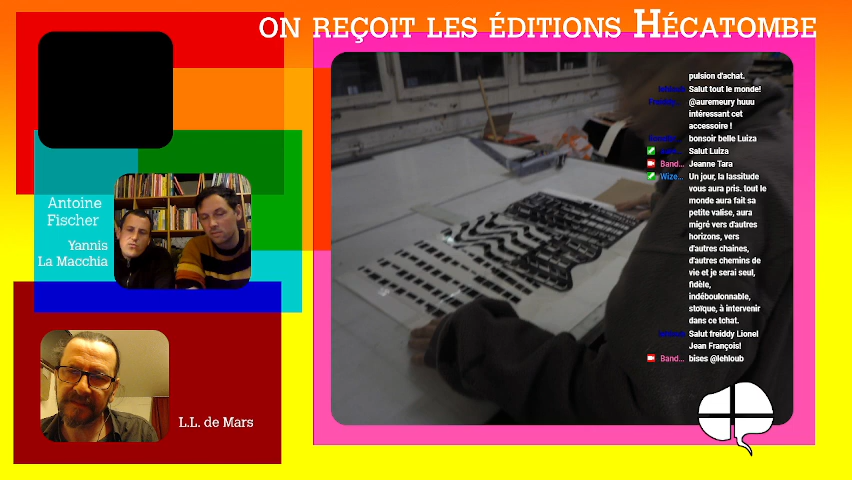 on reçoit les éditions Hécatombe
Antoine
Fischer
Yannis
La Macchia
L.L. de Mars
pulsion d'achat.
lehloub Salut tout le monde!
@auremeury huuu
intéressant cet
accessoire !
bonsoir belle Luiza
Salut Luiza
Band... Jeanne Tara
Wize... Un jour, la lassitude
vous aura pris. tout le
monde aura fait sa
petite valise, aura
migré vers d'autres
horizons, vers
d'autres chaines,
d'autres chemins de
vie et je serai seul,
fidèle,
indéboulonnable,
stoïque, à intervenir
dans ce tchat.
lehloub Salut freiddy Lionel
Jean François!
Band... bises @lehloub